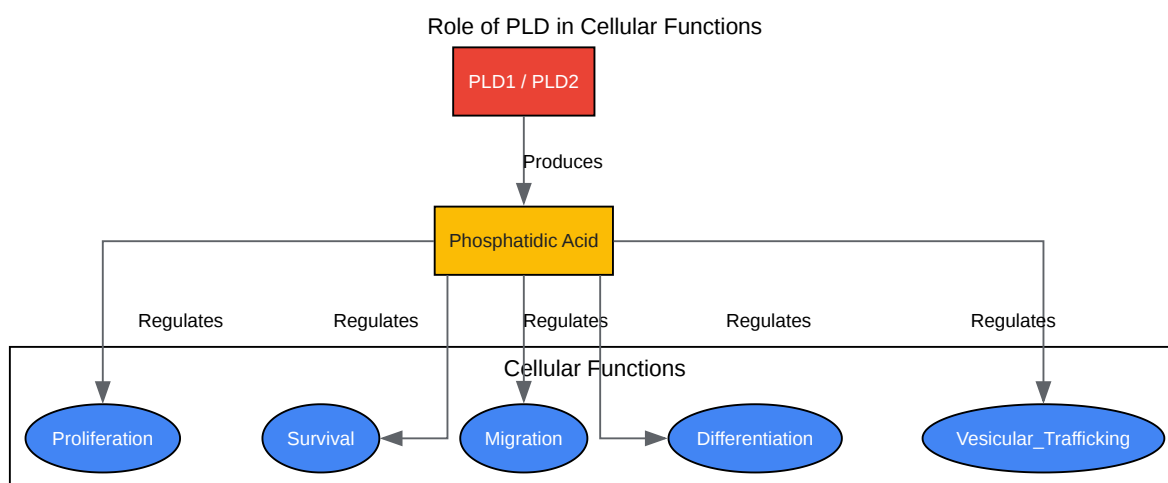 Role of PLD in Cellular Functions
PLD1 / PLD2
Produces
Phosphatidic Acid
Regulates
Regulates
Regulates
Regulates
Regulates
Cellular Functions
Proliferation
Survival
Migration
Differentiation
Vesicular_Trafficking